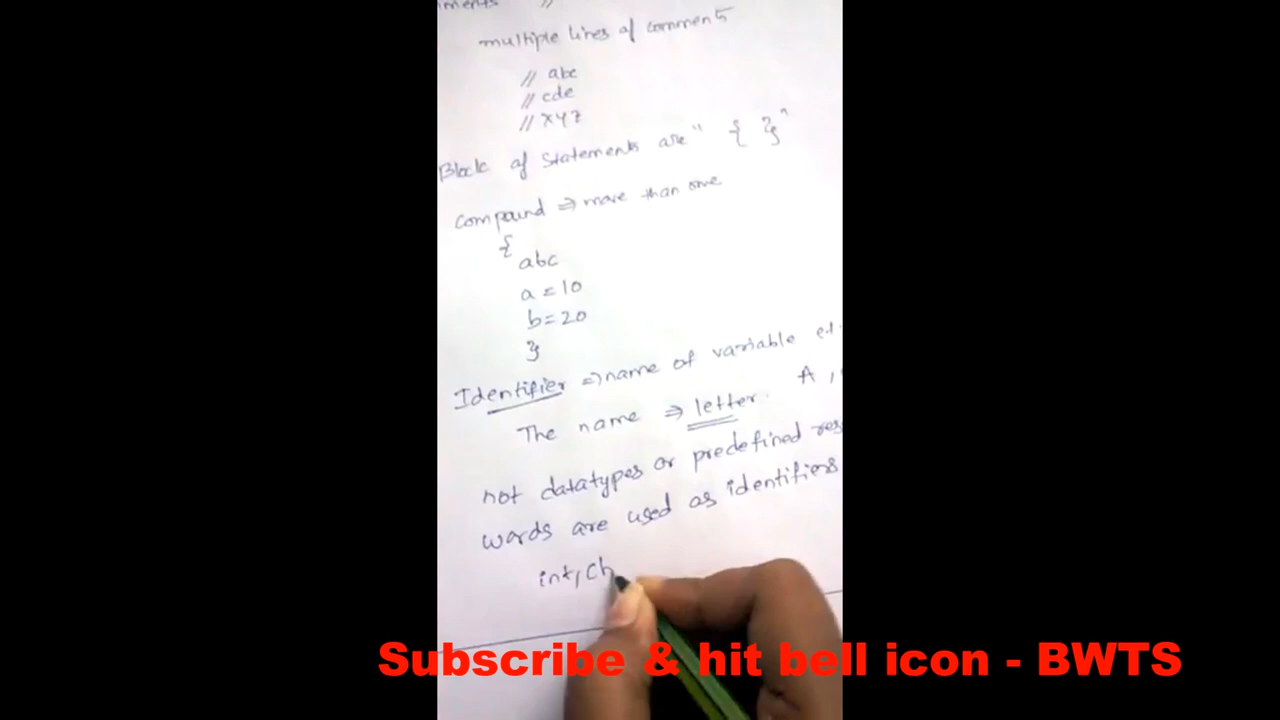 //
multiple lines of comments
// abc
// cde
// xyz
Block of statements are " { } "
compound ⇒ more than one
{
abc
a = 10
b = 20
}
Identifier ⇒ name of variable
The name ⇒ letter. A ,
not datatypes or predefined
words are used as identifiers
int, ch
Subscribe & hit bell icon - BWTS